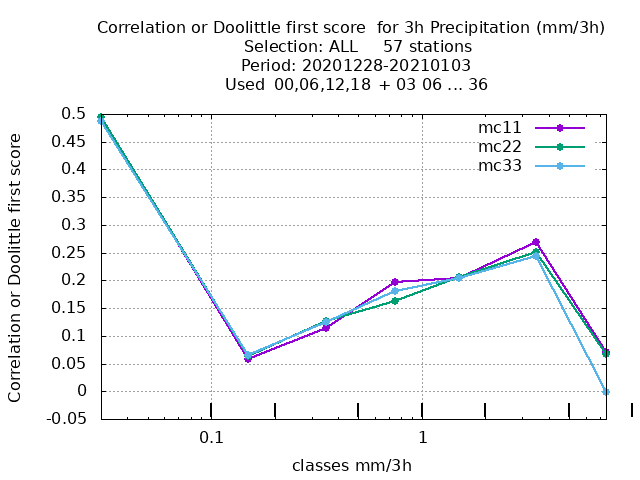 Correlation or Doolittle first score  for 3h Precipitation (mm/3h)
Selection: ALL     57 stations
Period: 20201228-20210103
Used  00,06,12,18  + 03 06 ... 36
Correlation or Doolittle first score
0.5
0.45
0.4
0.35
0.3
0.25
0.2
0.15
0.1
0.05
0
-0.05
mc11
mc22
mc33
0.1
1
classes mm/3h